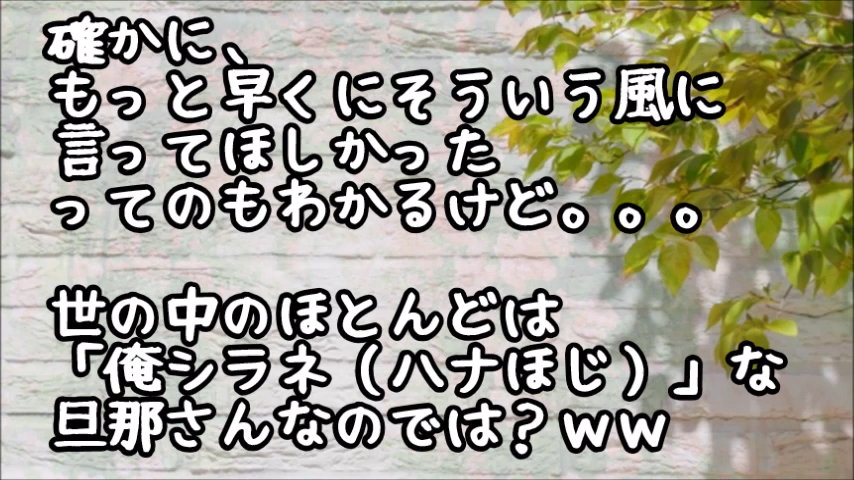 確かに、
もっと早くにそういう風に
言ってほしかった
ってのもわかるけど。。。
世の中のほとんどは
「俺シラネ（ハナほじ）」な
旦那さんなのでは？ｗｗ